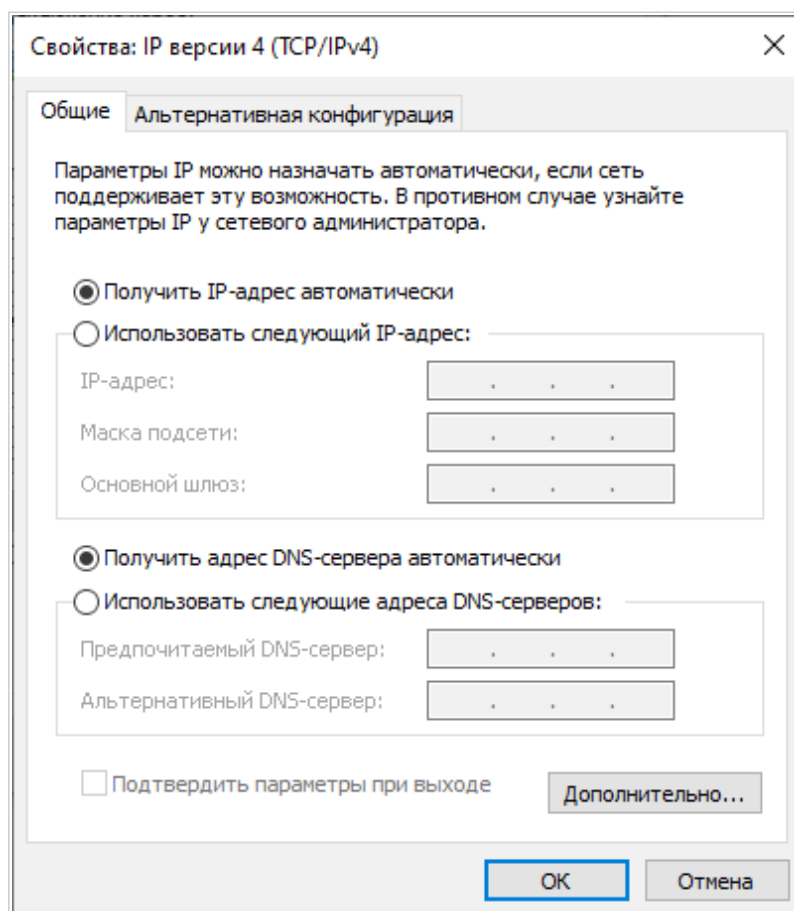 Свойства: IP версии 4 (TCP/IPv4)
Общие
Альтернативная конфигурация
Параметры IP можно назначать автоматически, если сеть
поддерживает эту возможность. В противном случае узнайте
параметры IP у сетевого администратора.
Получить IP-адрес автоматически
Использовать следующий IP-адрес:
IP-адрес:
Маска подсети:
Основной шлюз:
Получить адрес DNS-сервера автоматически
Использовать следующие адреса DNS-серверов:
Предпочитаемый DNS-сервер:
Альтернативный DNS-сервер:
Подтвердить параметры при выходе
Дополнительно...
ОК
Отмена